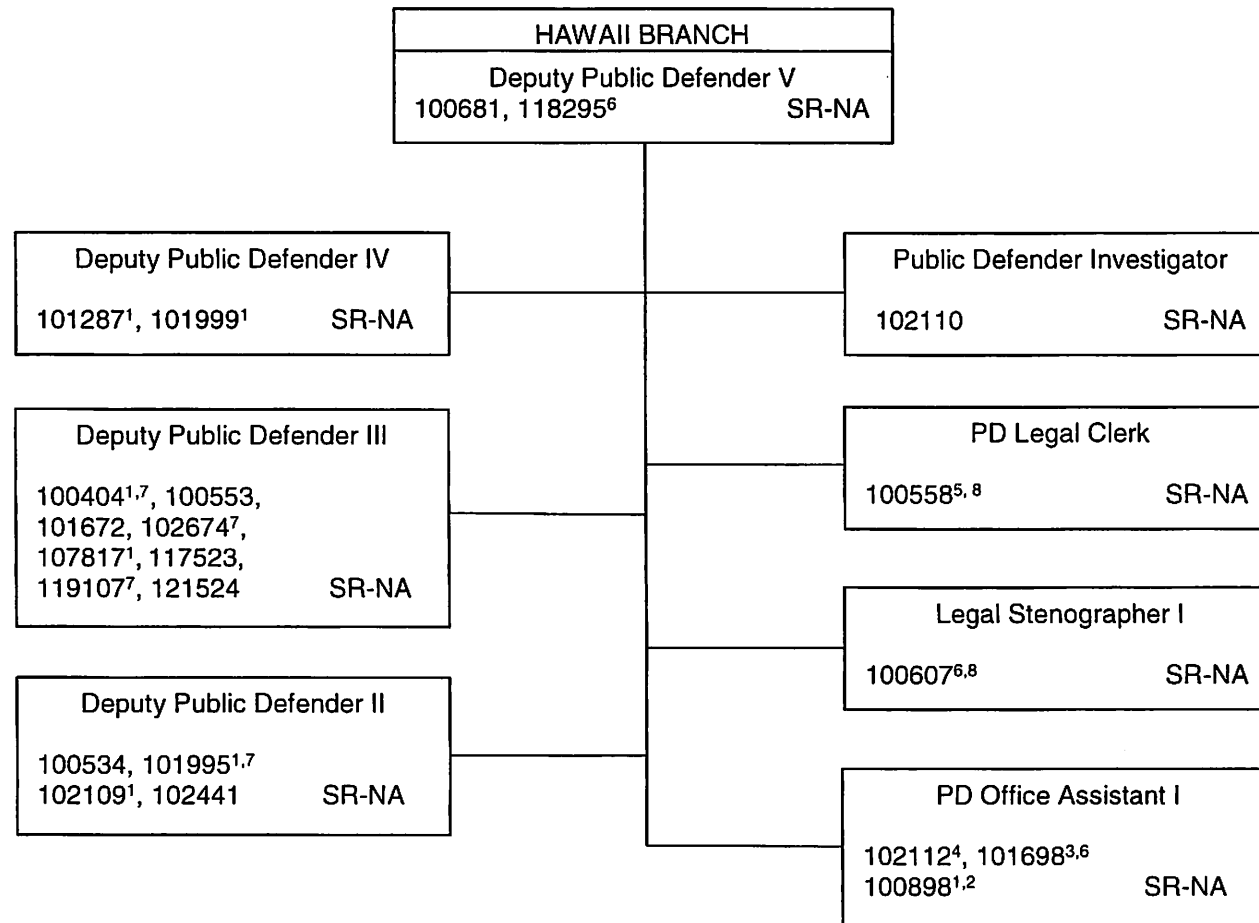 HAWAII BRANCH
Deputy Public Defender V
100681, 118295⁶ SR-NA
Deputy Public Defender IV
101287¹, 101999¹ SR-NA
Public Defender Investigator
102110 SR-NA
Deputy Public Defender III
100404¹,⁷, 100553,
101672, 102674⁷,
107817¹, 117523,
119107⁷, 121524 SR-NA
PD Legal Clerk
100558⁵, ⁸ SR-NA
Legal Stenographer I
100607⁶,⁸ SR-NA
Deputy Public Defender II
100534, 101995¹,⁷
102109¹, 102441 SR-NA
PD Office Assistant I
102112⁴, 101698³,⁶
100898¹,² SR-NA